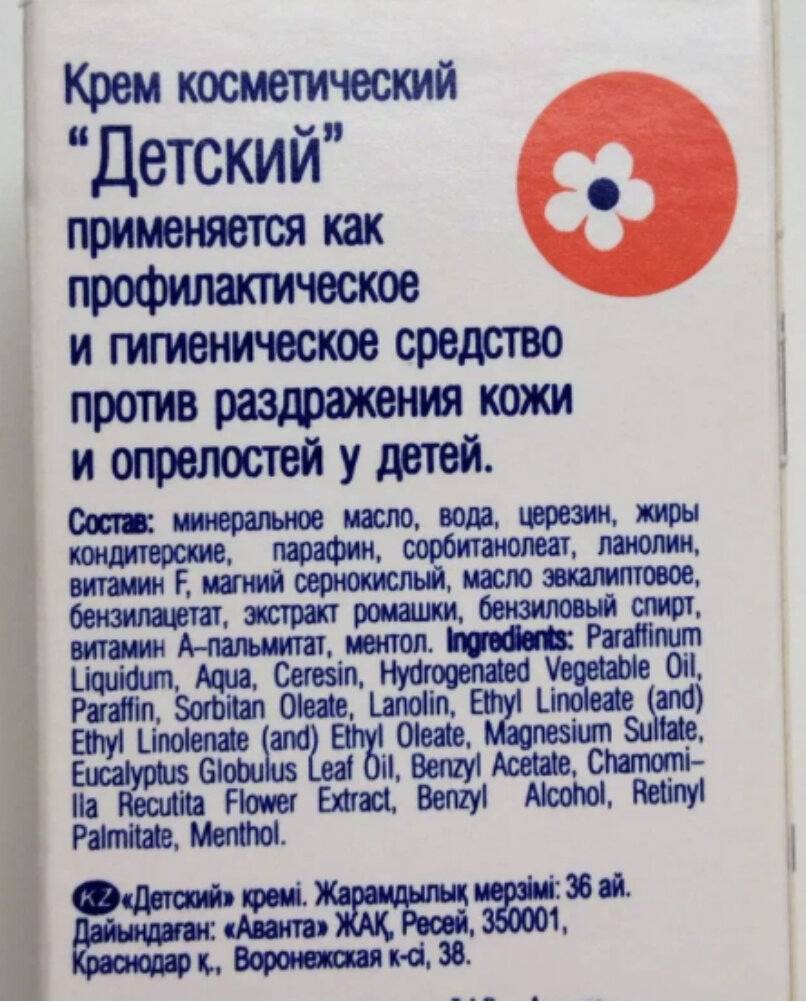 Крем косметический
“Детский”
применяется как
профилактическое
и гигиеническое средство
против раздражения кожи
и опрелостей у детей.
Состав: минеральное масло, вода, церезин, жиры
кондитерские, парафин, сорбитанолеат, ланолин,
витамин F, магний сернокислый, масло эвкалиптовое,
бензилацетат, экстракт ромашки, бензиловый спирт,
витамин А–пальмитат, ментол. Ingredients: Paraffinum
Liquidum, Aqua, Ceresin, Hydrogenated Vegetable Oil,
Paraffin, Sorbitan Oleate, Lanolin, Ethyl Linoleate (and)
Ethyl Linolenate (and) Ethyl Oleate, Magnesium Sulfate,
Eucalyptus Globulus Leaf Oil, Benzyl Acetate, Chamomi–
lla Recutita Flower Extract, Benzyl Alcohol, Retinyl
Palmitate, Menthol.
KZ «Детский» кремі. Жарамдылық мерзімі: 36 ай.
Дайындаған: «Аванта» ЖАҚ, Ресей, 350001,
Краснодар қ., Воронежская к-сі, 38.